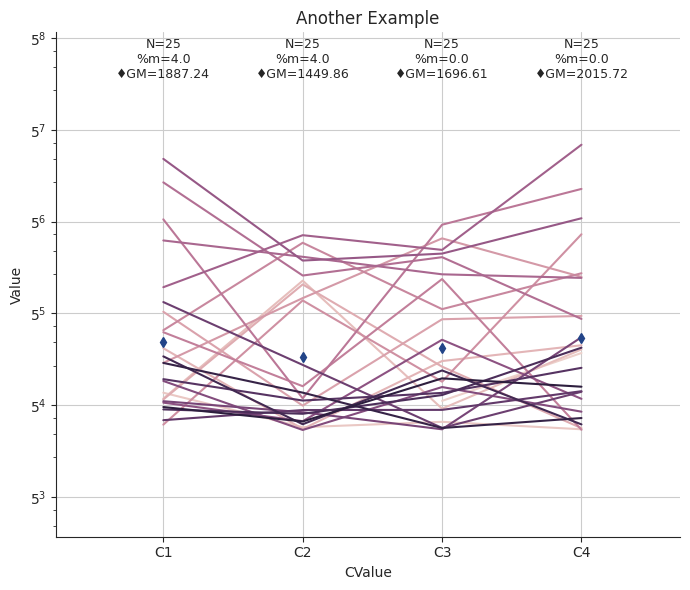 Another Example
N=25 N=25 N=25 N=25
%m=4.0 %m=4.0 %m=0.0 %m=0.0
♦GM=1887.24 ♦GM=1449.86 ♦GM=1696.61 ♦GM=2015.72
5⁸
5⁷
5⁶
5⁵
5⁴
5³
Value
C1 C2 C3 C4
CValue